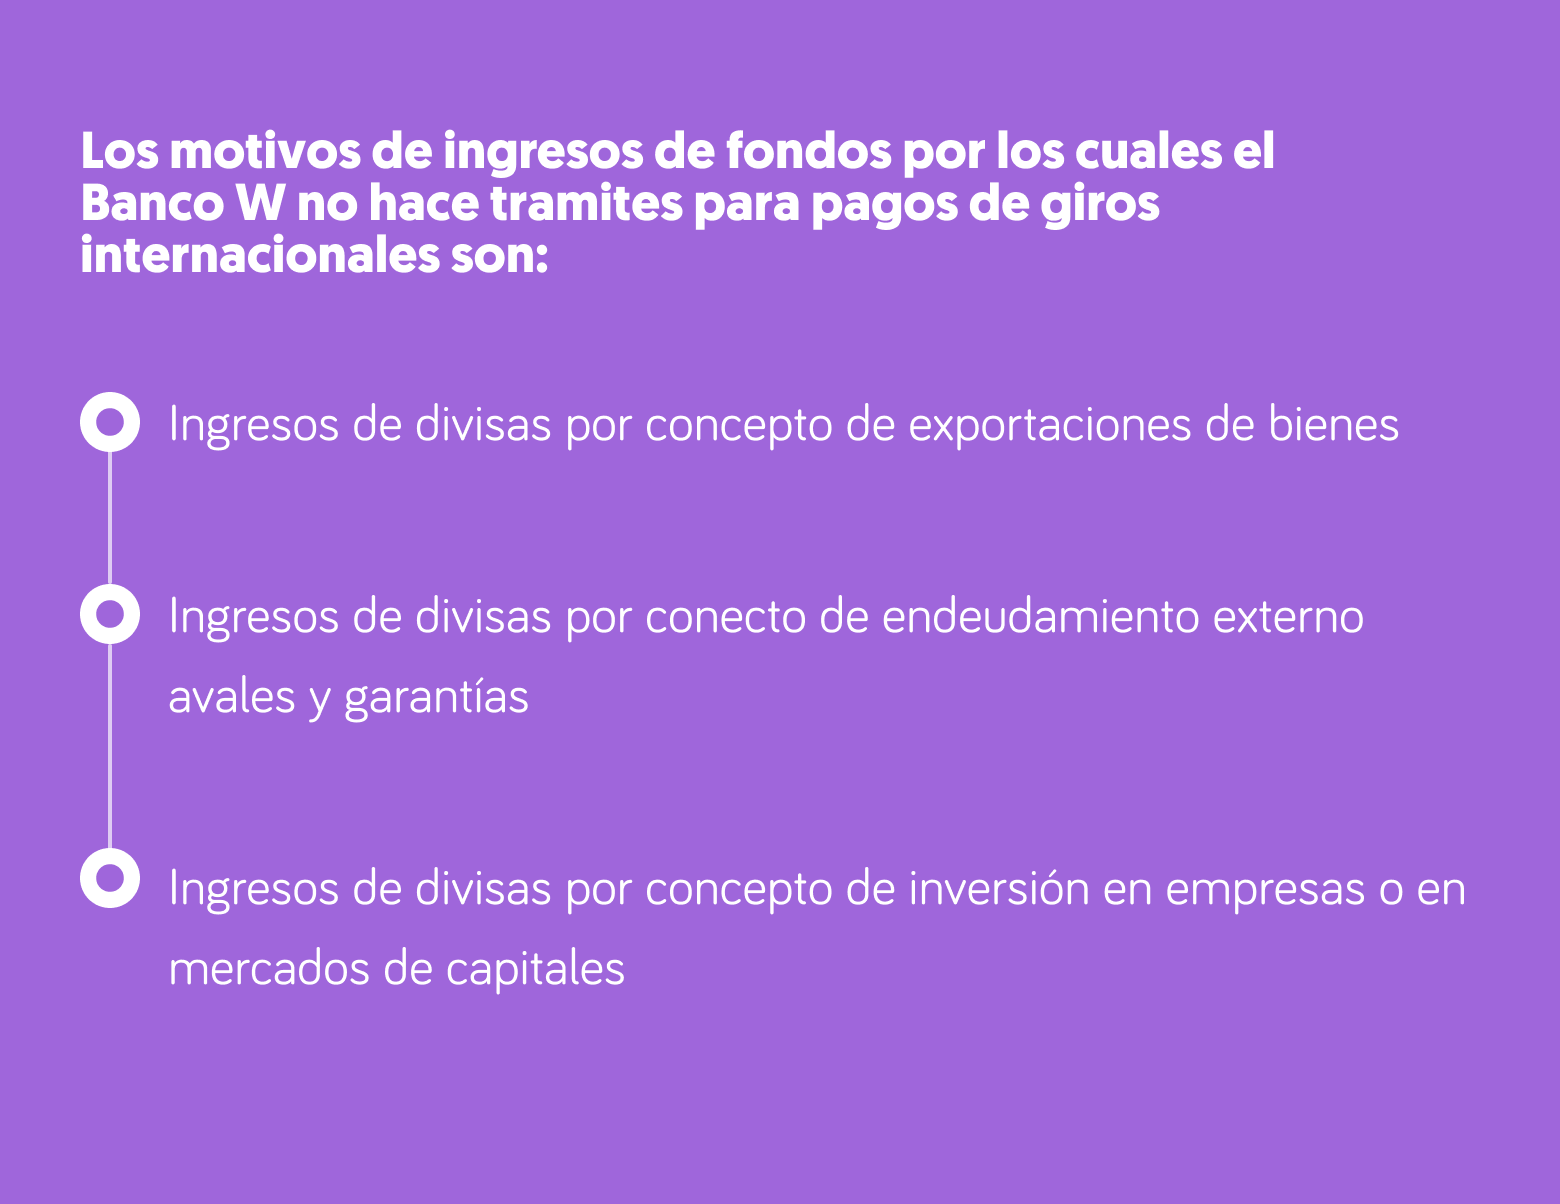 Los motivos de ingresos de fondos por los cuales el
Banco W no hace tramites para pagos de giros
internacionales son:
Ingresos de divisas por concepto de exportaciones de bienes
Ingresos de divisas por conecto de endeudamiento externo
avales y garantías
Ingresos de divisas por concepto de inversión en empresas o en
mercados de capitales